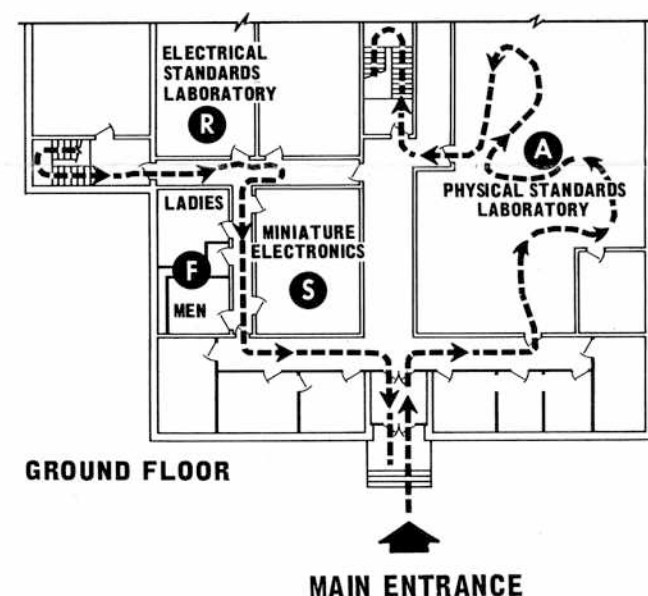 ELECTRICAL
STANDARDS
LABORATORY
R
A
PHYSICAL STANDARDS
LABORATORY
LADIES
MINIATURE
ELECTRONICS
F
S
MEN
GROUND FLOOR
MAIN ENTRANCE